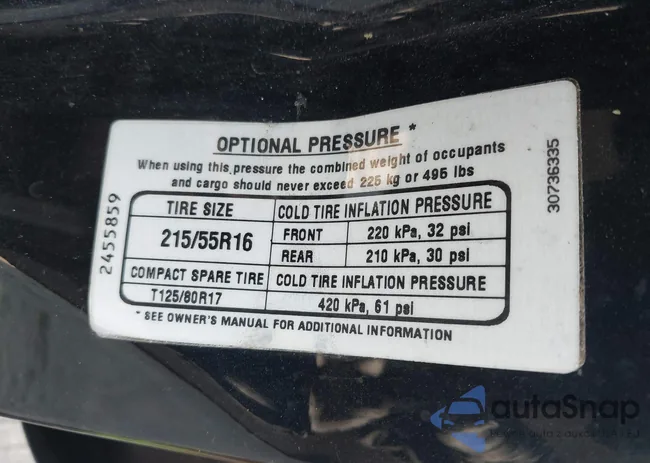 OPTIONAL PRESSURE *
When using this pressure the combined weight of occupants
and cargo should never exceed 225 kg or 495 lbs
TIRE SIZE COLD TIRE INFLATION PRESSURE
215/55R16 FRONT 220 kPa, 32 psi
REAR 210 kPa, 30 psi
COMPACT SPARE TIRE COLD TIRE INFLATION PRESSURE
T125/80R17 420 kPa, 61 psi
* SEE OWNER'S MANUAL FOR ADDITIONAL INFORMATION
2455859
30736335
autoSnap